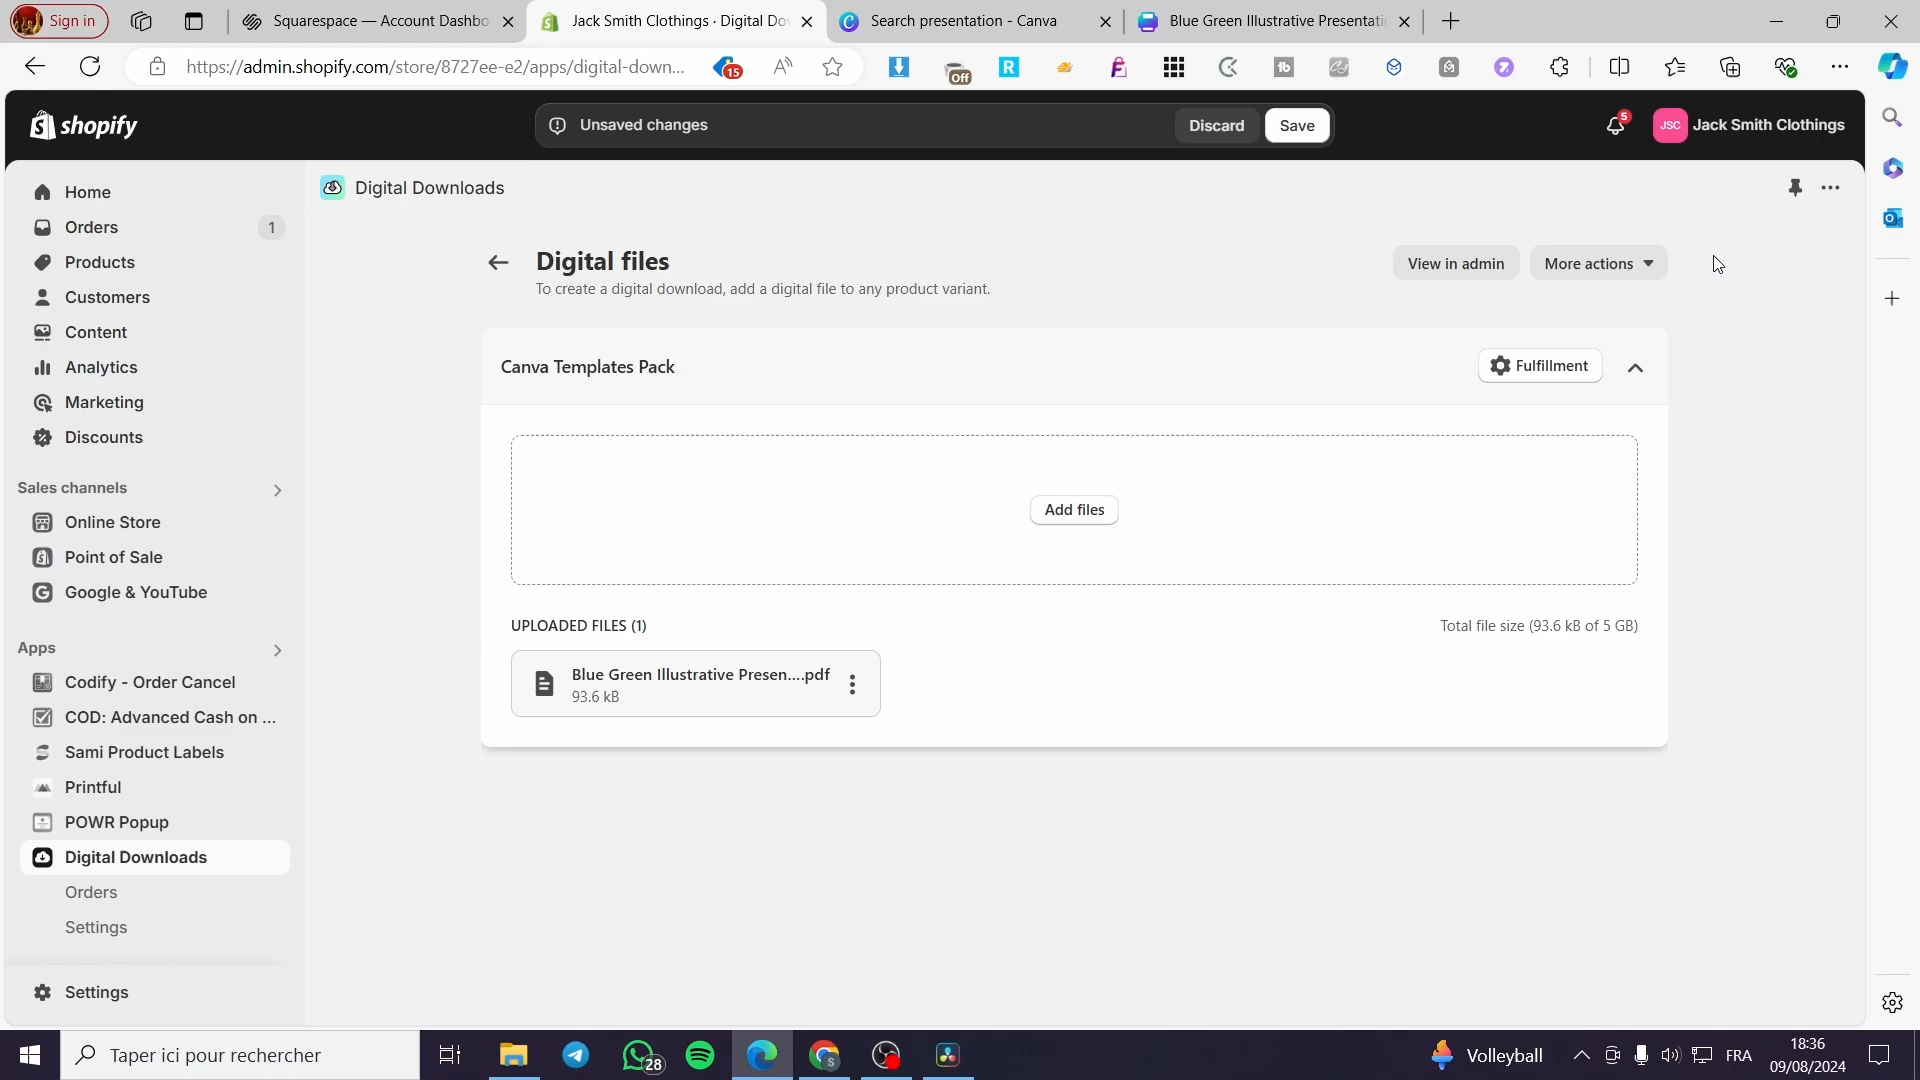 Sign in
Squarespace — Account Dashbo
Jack Smith Clothings · Digital Do
Search presentation - Canva
Blue Green Illustrative Presentati
https://admin.shopify.com/store/8727ee-e2/apps/digital-down...
15
Off
shopify
Unsaved changes
Discard
Save
5
JSC
Jack Smith Clothings
Home
Orders
1
Products
Customers
Content
Analytics
Marketing
Discounts
Sales channels
Online Store
Point of Sale
Google & YouTube
Apps
Codify - Order Cancel
COD: Advanced Cash on ...
Sami Product Labels
Printful
POWR Popup
Digital Downloads
Orders
Settings
Settings
Digital Downloads
Digital files
To create a digital download, add a digital file to any product variant.
View in admin
More actions
Canva Templates Pack
Fulfillment
Add files
UPLOADED FILES (1)
Total file size (93.6 kB of 5 GB)
Blue Green Illustrative Presen....pdf
93.6 kB
Taper ici pour rechercher
28
Volleyball
FRA
18:36
09/08/2024